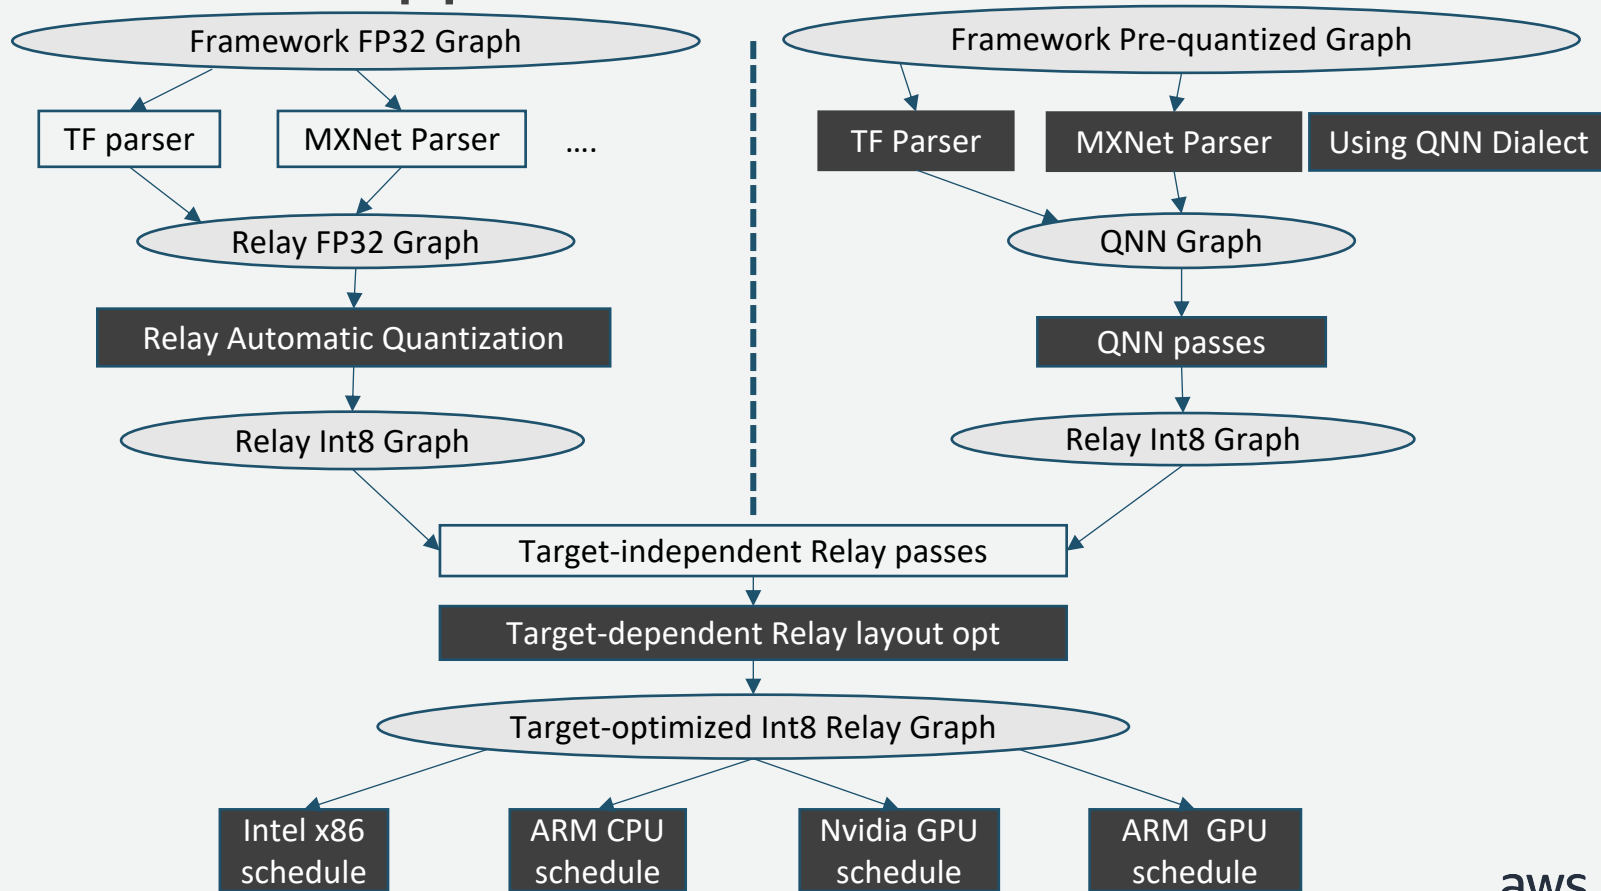 Framework FP32 Graph
Framework Pre-quantized Graph
TF parser
MXNet Parser
....
TF Parser
MXNet Parser
Using QNN Dialect
Relay FP32 Graph
QNN Graph
Relay Automatic Quantization
QNN passes
Relay Int8 Graph
Relay Int8 Graph
Target-independent Relay passes
Target-dependent Relay layout opt
Target-optimized Int8 Relay Graph
Intel x86
schedule
ARM CPU
schedule
Nvidia GPU
schedule
ARM GPU
schedule
aws